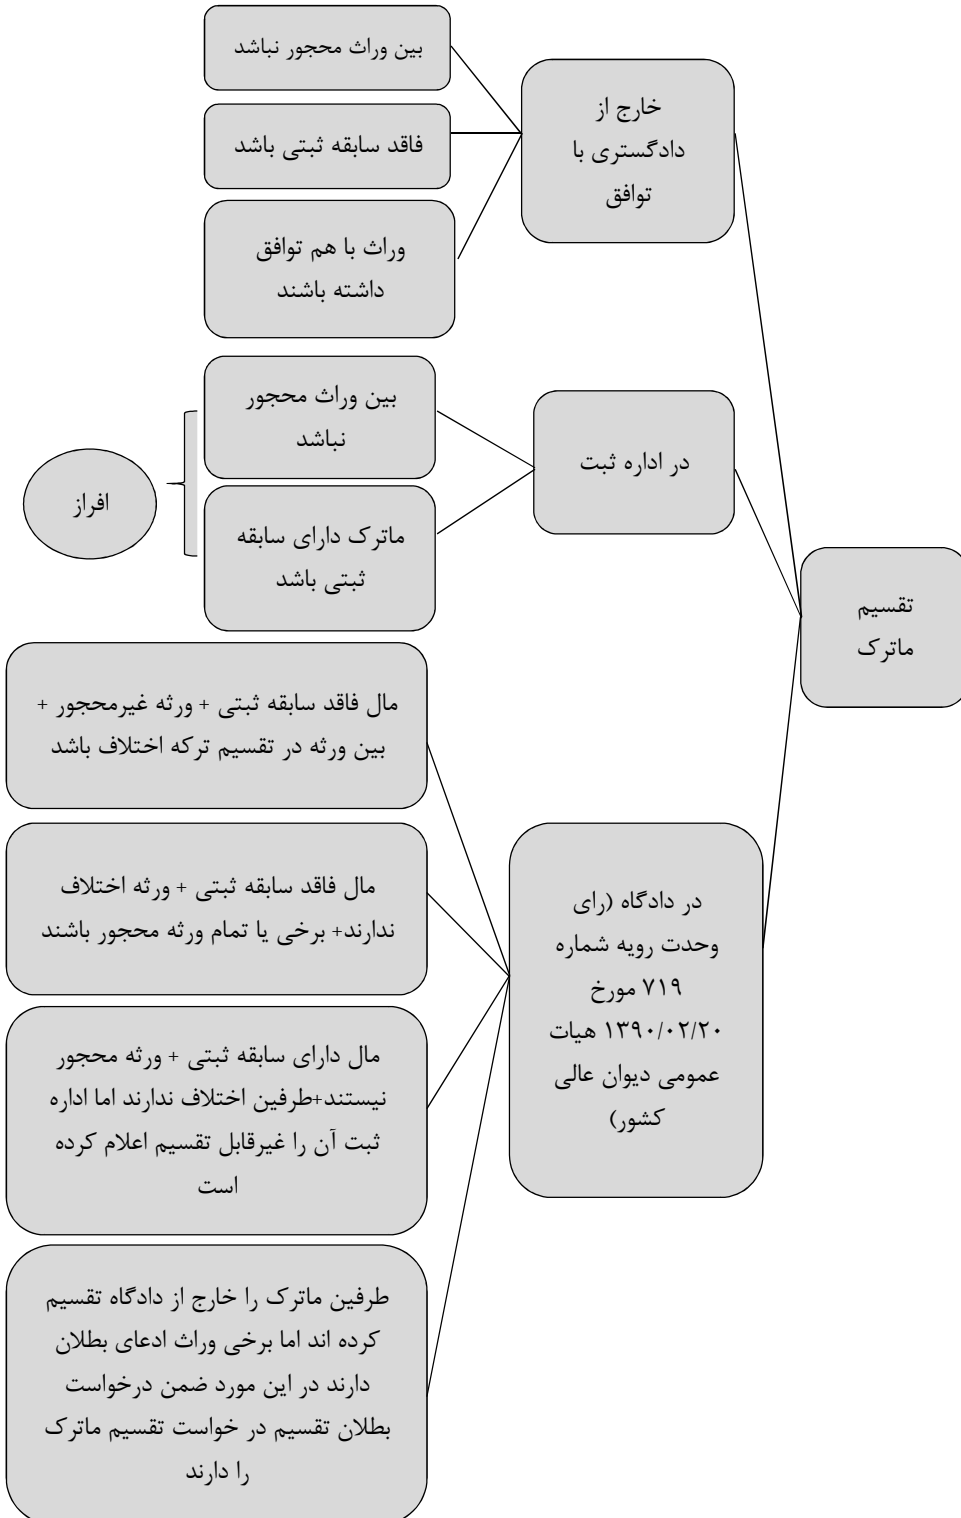 تقسیم
ماترک
خارج از
دادگستری با
توافق
بین وراث محجور نباشد
فاقد سابقه ثبتی باشد
وراث با هم توافق
داشته باشند
در اداره ثبت
بین وراث محجور
نباشد
ماترک دارای سابقه
ثبتی باشد
افراز
در دادگاه (رای
وحدت رویه شماره
۷۱۹ مورخ
۱۳۹۰/۰۲/۲۰ هیات
عمومی دیوان عالی
کشور)
مال فاقد سابقه ثبتی + ورثه غیرمحجور +
بین ورثه در تقسیم ترکه اختلاف باشد
مال فاقد سابقه ثبتی + ورثه اختلاف
ندارند+ برخی یا تمام ورثه محجور باشند
مال دارای سابقه ثبتی + ورثه محجور
نیستند+طرفین اختلاف ندارند اما اداره
ثبت آن را غیرقابل تقسیم اعلام کرده
است
طرفین ماترک را خارج از دادگاه تقسیم
کرده اند اما برخی وراث ادعای بطلان
دارند در این مورد ضمن درخواست
بطلان تقسیم در خواست تقسیم ماترک
را دارند